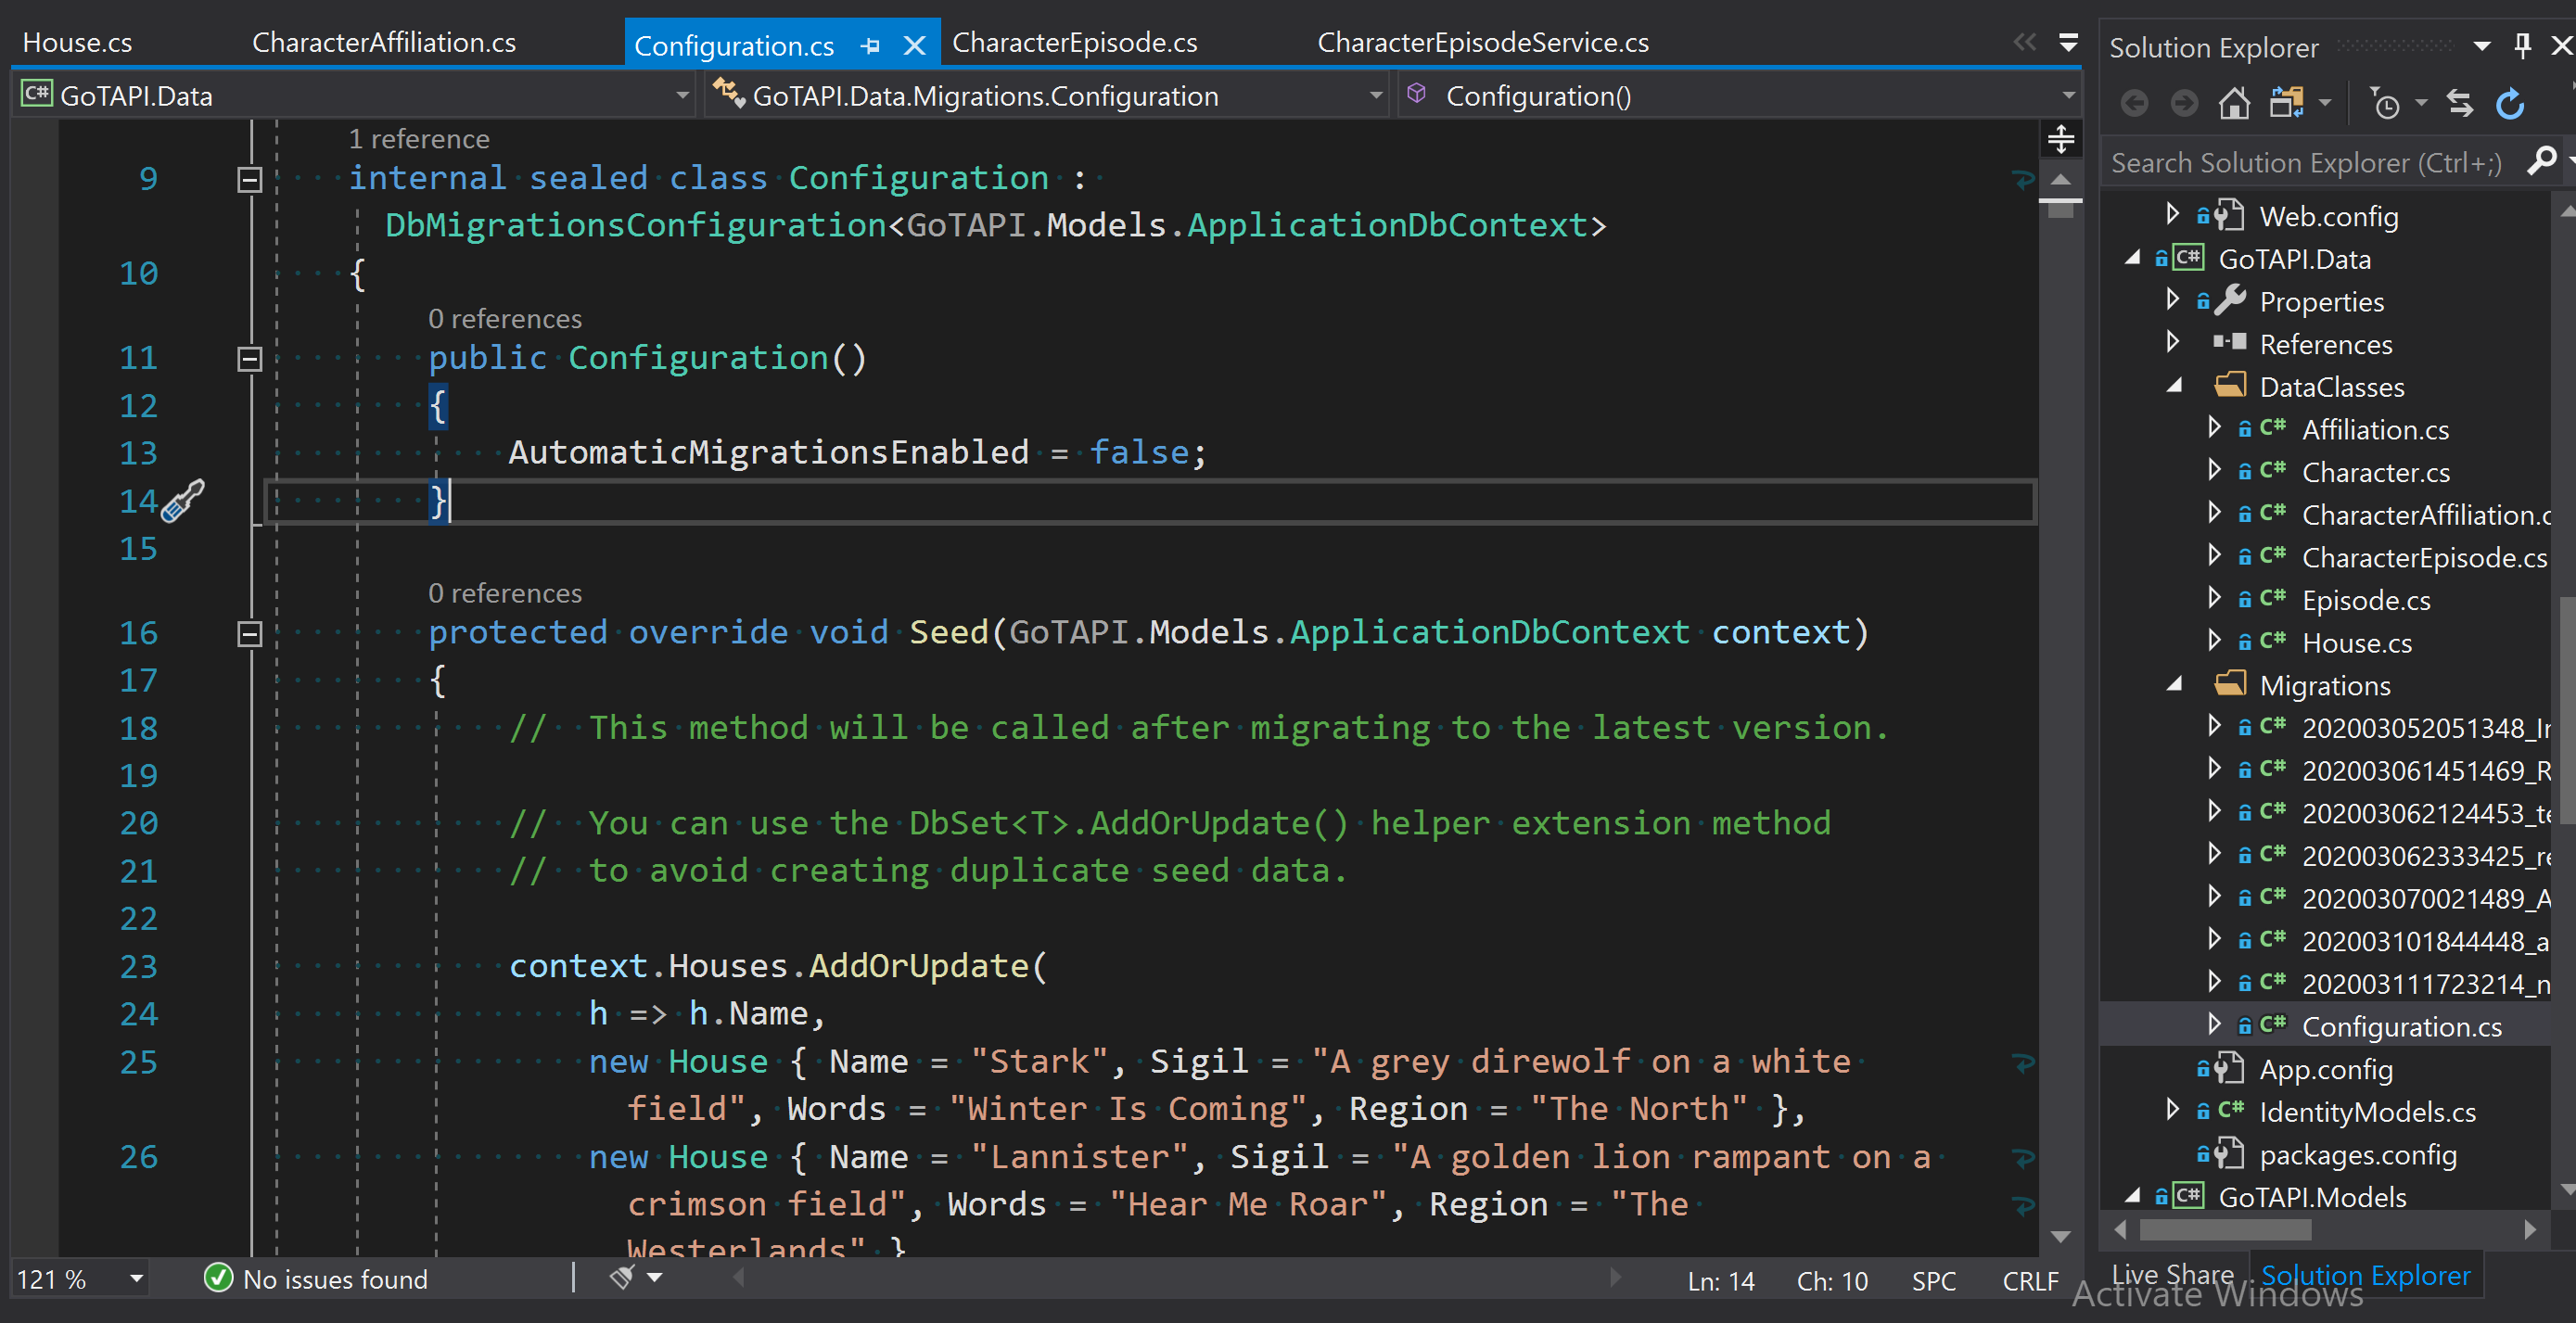 House.cs
CharacterAffiliation.cs
Configuration.cs
CharacterEpisode.cs
CharacterEpisodeService.cs
C# GoTAPI.Data
GoTAPI.Data.Migrations.Configuration
Configuration()
1 reference
9 internal sealed class Configuration :
DbMigrationsConfiguration<GoTAPI.Models.ApplicationDbContext>
10 {
0 references
11 public Configuration()
12 {
13 AutomaticMigrationsEnabled = false;
14 }
15
0 references
16 protected override void Seed(GoTAPI.Models.ApplicationDbContext context)
17 {
18 //  This method will be called after migrating to the latest version.
19
20 //  You can use the DbSet<T>.AddOrUpdate() helper extension method
21 //  to avoid creating duplicate seed data.
22
23 context.Houses.AddOrUpdate(
24 h => h.Name,
25 new House { Name = "Stark", Sigil = "A grey direwolf on a white
field", Words = "Winter Is Coming", Region = "The North" },
26 new House { Name = "Lannister", Sigil = "A golden lion rampant on a
crimson field", Words = "Hear Me Roar", Region = "The
Westerlands" }
121 %
No issues found
Ln: 14
Ch: 10
SPC
CRLF
Solution Explorer
Search Solution Explorer (Ctrl+;)
Web.config
C# GoTAPI.Data
Properties
References
DataClasses
C# Affiliation.cs
C# Character.cs
C# CharacterAffiliation.c
C# CharacterEpisode.cs
C# Episode.cs
C# House.cs
Migrations
C# 202003052051348_In
C# 202003061451469_R
C# 202003062124453_te
C# 202003062333425_re
C# 202003070021489_A
C# 202003101844448_a
C# 202003111723214_n
C# Configuration.cs
App.config
C# IdentityModels.cs
packages.config
C# GoTAPI.Models
Live Share
Solution Explorer
Activate Windows